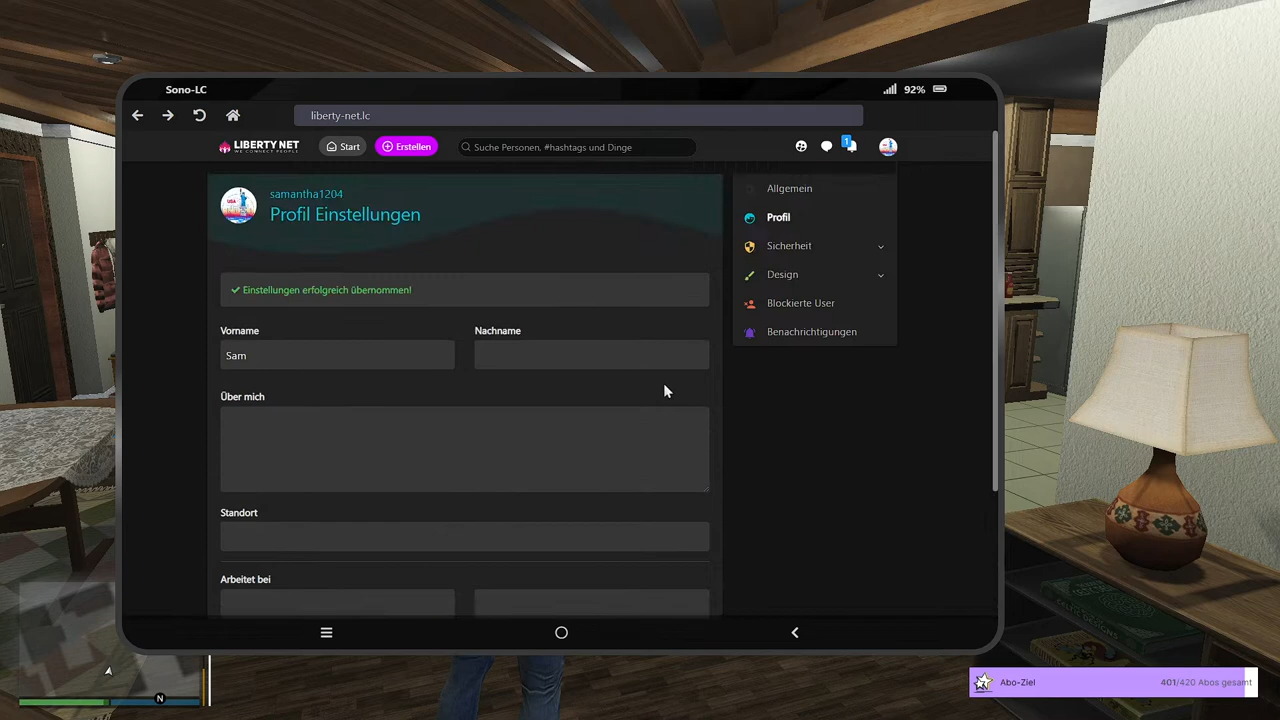 Sono-LC
92%
liberty-net.lc
LIBERTY NET
WE CONNECT PEOPLE
Start
Erstellen
Suche Personen, #hashtags und Dinge
1
samantha1204
Profil Einstellungen
USA
Einstellungen erfolgreich übernommen!
Vorname
Nachname
Sam
Über mich
Standort
Arbeitet bei
Allgemein
Profil
Sicherheit
Design
Blockierte User
Benachrichtigungen
N
Abo-Ziel
401/420 Abos gesamt